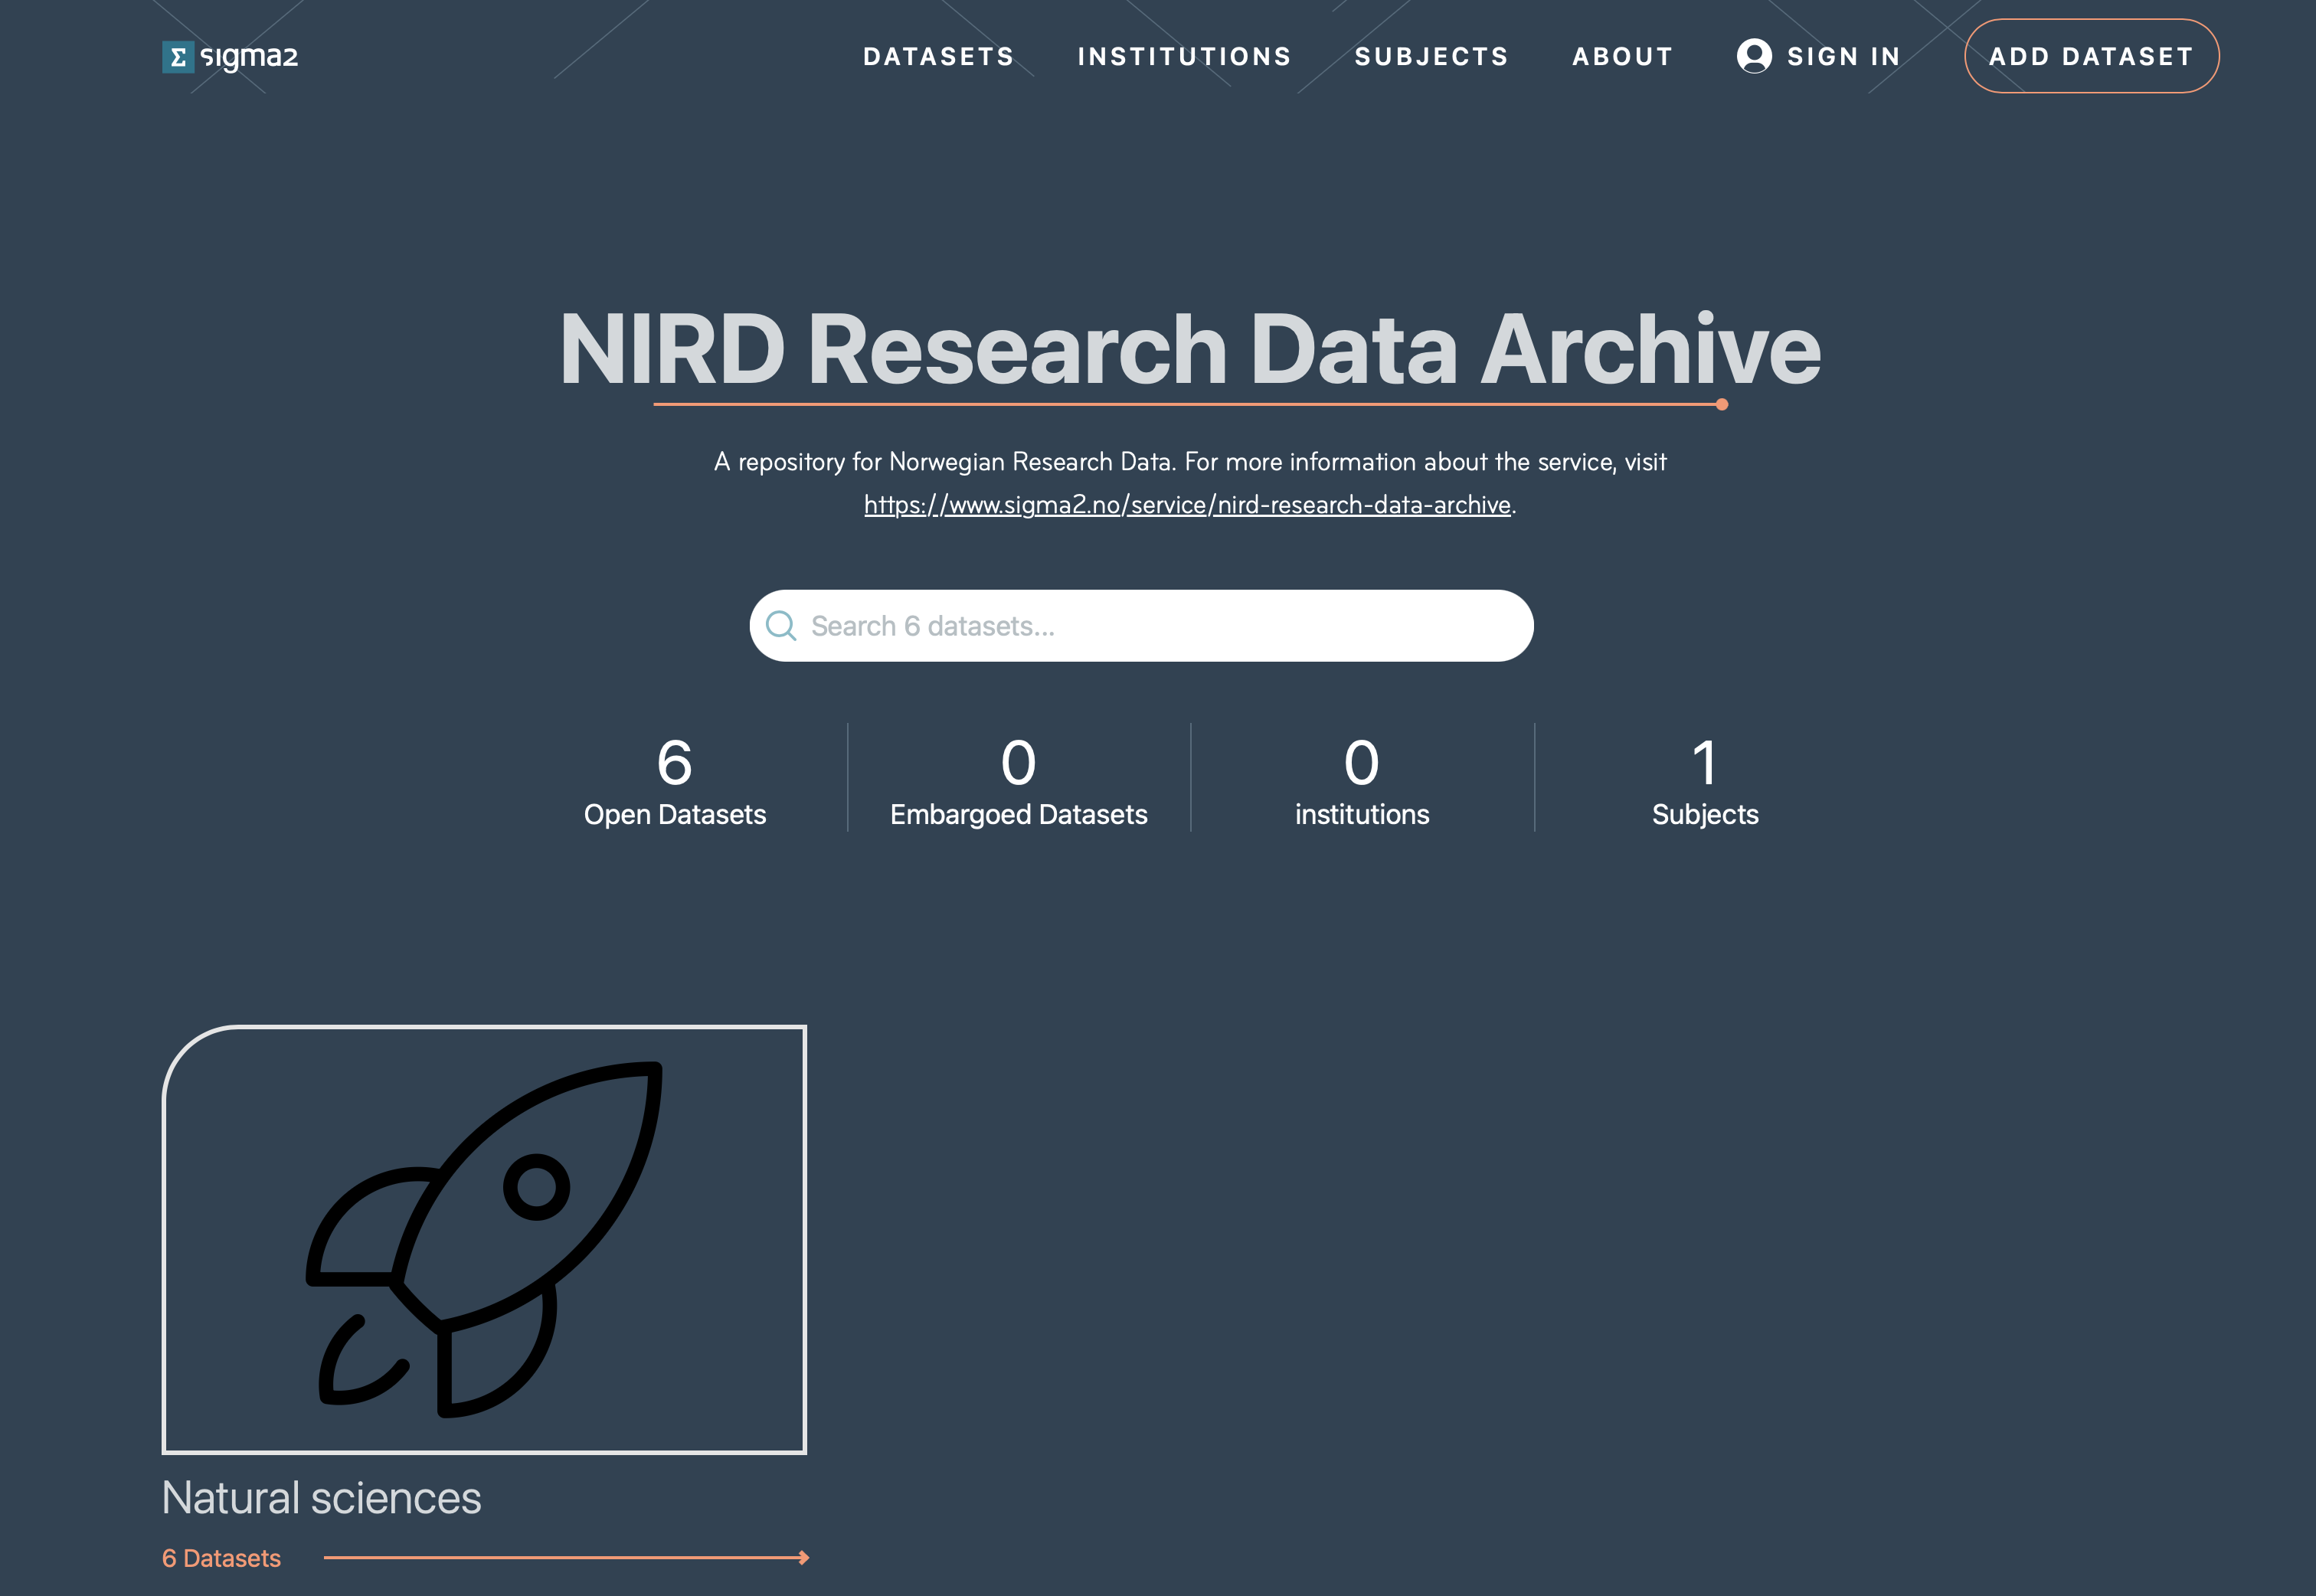 Σ sigma2
DATASETS INSTITUTIONS SUBJECTS ABOUT SIGN IN ADD DATASET
NIRD Research Data Archive
A repository for Norwegian Research Data. For more information about the service, visit
https://www.sigma2.no/service/nird-research-data-archive.
Search 6 datasets...
6 0 0 1
Open Datasets Embargoed Datasets institutions Subjects
Natural sciences
6 Datasets